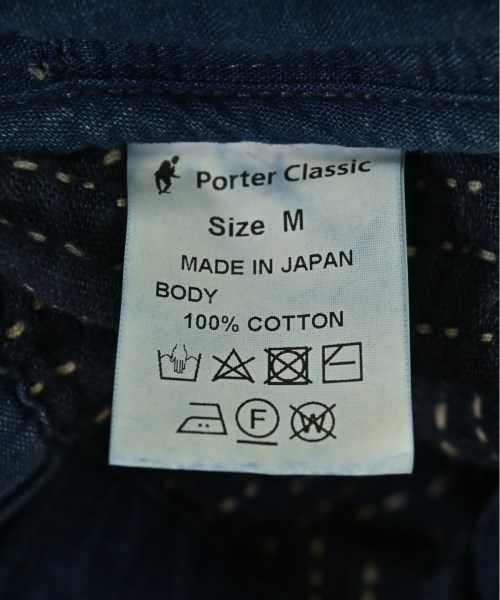 Porter Classic
Size M
MADE IN JAPAN
BODY
100% COTTON
F
W